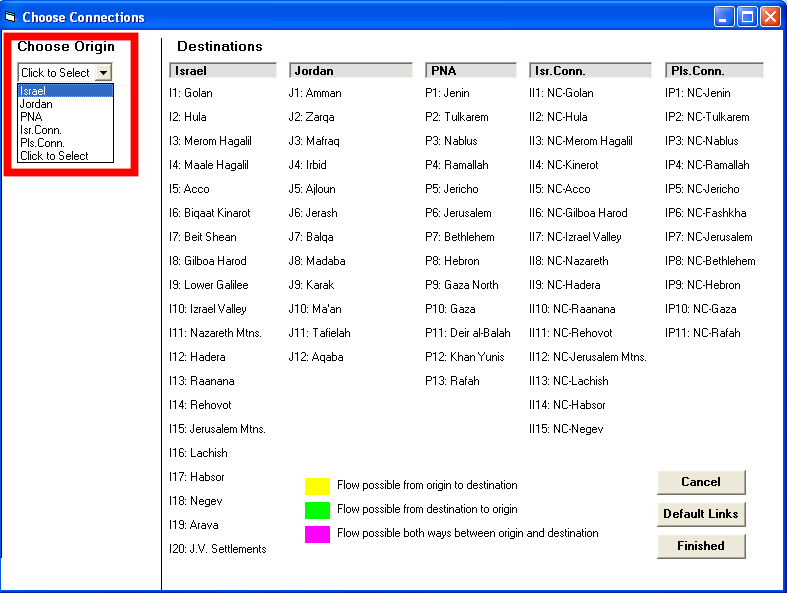 Choose Connections
Choose Origin
Click to Select
Israel
Jordan
PNA
Isr.Conn.
Pls.Conn.
Click to Select
Destinations
Israel
I1: Golan
I2: Hula
I3: Merom Hagalil
I4: Maale Hagalil
I5: Acco
I6: Biqaat Kinarot
I7: Beit Shean
I8: Gilboa Harod
I9: Lower Galilee
I10: Izrael Valley
I11: Nazareth Mtns.
I12: Hadera
I13: Raanana
I14: Rehovot
I15: Jerusalem Mtns.
I16: Lachish
I17: Habsor
I18: Negev
I19: Arava
I20: J.V. Settlements
Jordan
J1: Amman
J2: Zarqa
J3: Mafraq
J4: Irbid
J5: Ajloun
J6: Jerash
J7: Balqa
J8: Madaba
J9: Karak
J10: Ma'an
J11: Tafielah
J12: Aqaba
PNA
P1: Jenin
P2: Tulkarem
P3: Nablus
P4: Ramallah
P5: Jericho
P6: Jerusalem
P7: Bethlehem
P8: Hebron
P9: Gaza North
P10: Gaza
P11: Deir al-Balah
P12: Khan Yunis
P13: Rafah
Isr.Conn.
II1: NC-Golan
II2: NC-Hula
II3: NC-Merom Hagalil
II4: NC-Kinerot
II5: NC-Acco
II6: NC-Gilboa Harod
II7: NC-Izrael Valley
II8: NC-Nazareth
II9: NC-Hadera
II10: NC-Raanana
II11: NC-Rehovot
II12: NC-Jerusalem Mtns.
II13: NC-Lachish
II14: NC-Habsor
II15: NC-Negev
Pls.Conn.
IP1: NC-Jenin
IP2: NC-Tulkarem
IP3: NC-Nablus
IP4: NC-Ramallah
IP5: NC-Jericho
IP6: NC-Fashkha
IP7: NC-Jerusalem
IP8: NC-Bethlehem
IP9: NC-Hebron
IP10: NC-Gaza
IP11: NC-Rafah
Flow possible from origin to destination
Flow possible from destination to origin
Flow possible both ways between origin and destination
Cancel
Default Links
Finished